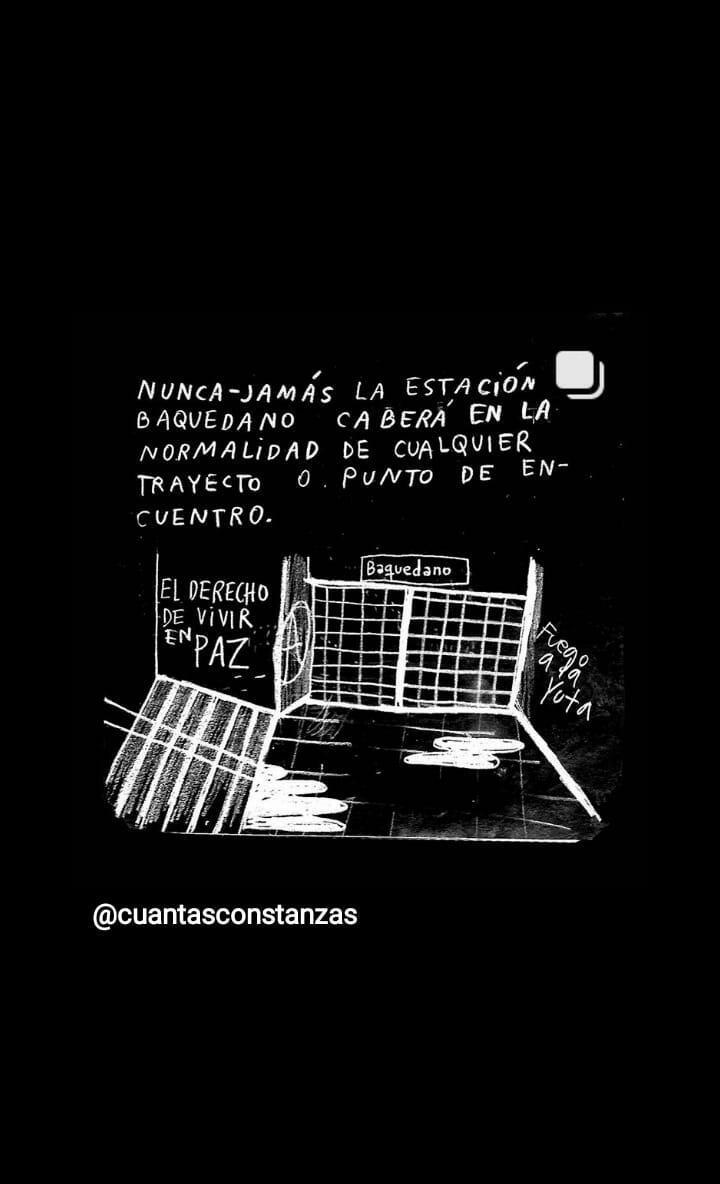 NUNCA-JAMÁS LA ESTACIÓN
BAQUEDANO CABERÁ EN LA
NORMALIDAD DE CUALQUIER
TRAYECTO O PUNTO DE EN-
CUENTRO.
Baquedano
EL DERECHO
DE VIVIR
EN PAZ
A
Fuego
a la
Yuta
@cuantasconstanzas